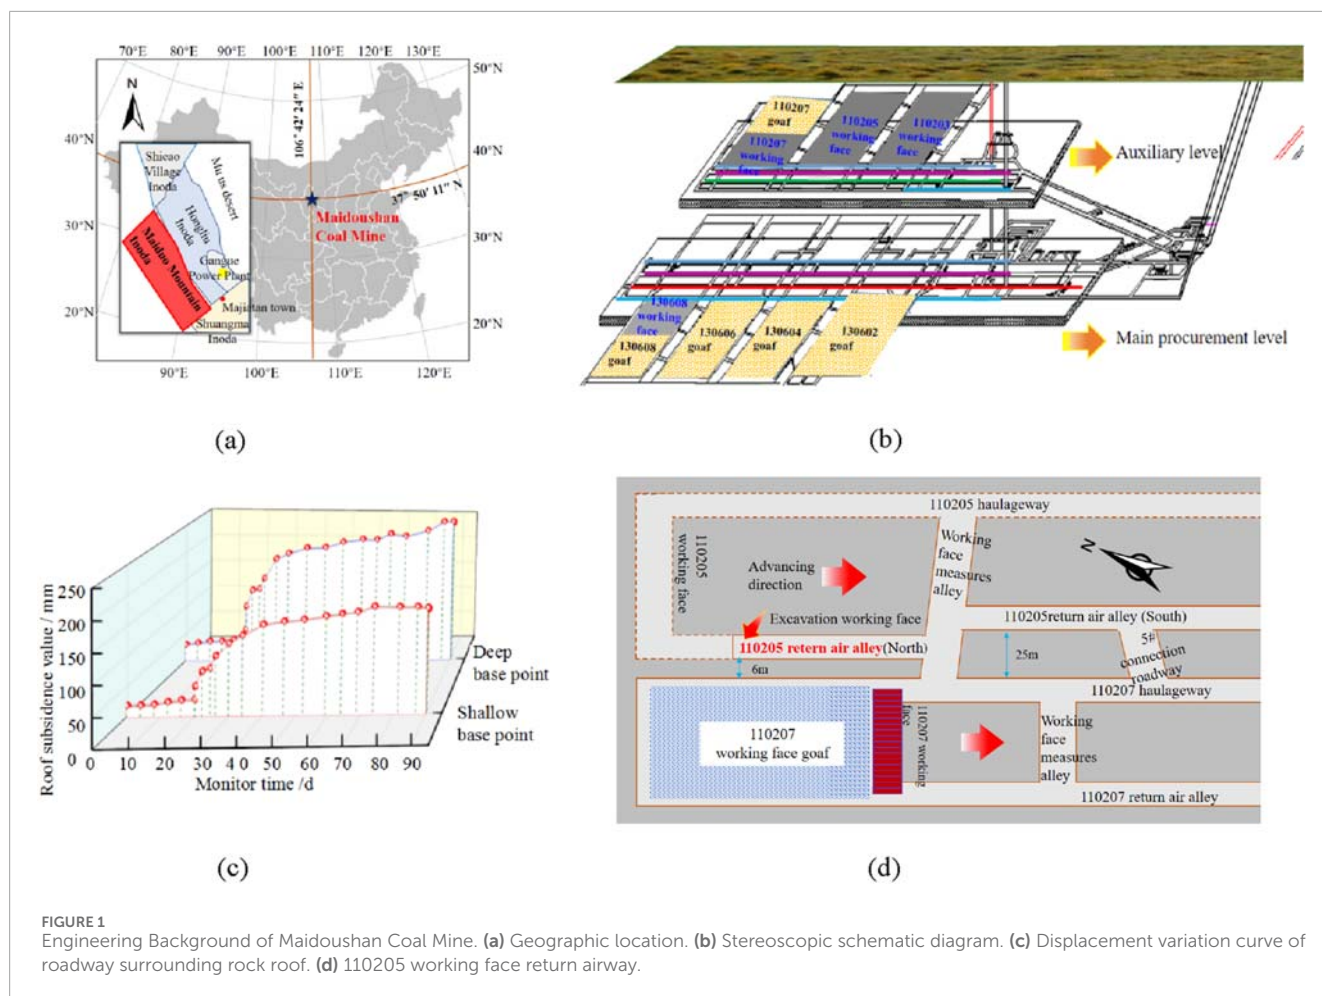 70°E 80°E 90°E 100°E 110°E 120°E 130°E
50°N
N
106° 42′ 24″ E
40°N
40°N
Shicao
Village
Inoda
Mu us desert
37° 50′ 11″ N
30°N
Honghu
Inoda
Maidoushan
Coal Mine
Maidoo Mountain
Inoda
Gangue
Power Plant
30°N
20°N
Majiatan town
Shuangma
Inoda
20°N
90°E 100°E 110°E 120°E
(a)
110207
goaf
110205
working
face
110203
working
face
110207
working
face
Auxiliary level
130608
working
face
130608
goaf
130606
goaf
130604
goaf
130602
goaf
Main procurement level
(b)
Roof subsidence value / mm
250
200
150
100
50
0
0 10 20 30 40 50 60 70 80 90
Monitor time /d
Deep
base point
Shallow
base point
(c)
110205 haulageway
110205
working face
Advancing
direction
Working
face
measures
alley
N
Excavation working face
110205return air alley (South)
110205 retern air alley(North)
6m
25m
5#
connection
roadway
110207 haulageway
110207
working face goaf
110207 working
face
Working
face
measures
alley
110207 return air alley
(d)
FIGURE 1
Engineering Background of Maidoushan Coal Mine. (a) Geographic location. (b) Stereoscopic schematic diagram. (c) Displacement variation curve of
roadway surrounding rock roof. (d) 110205 working face return airway.